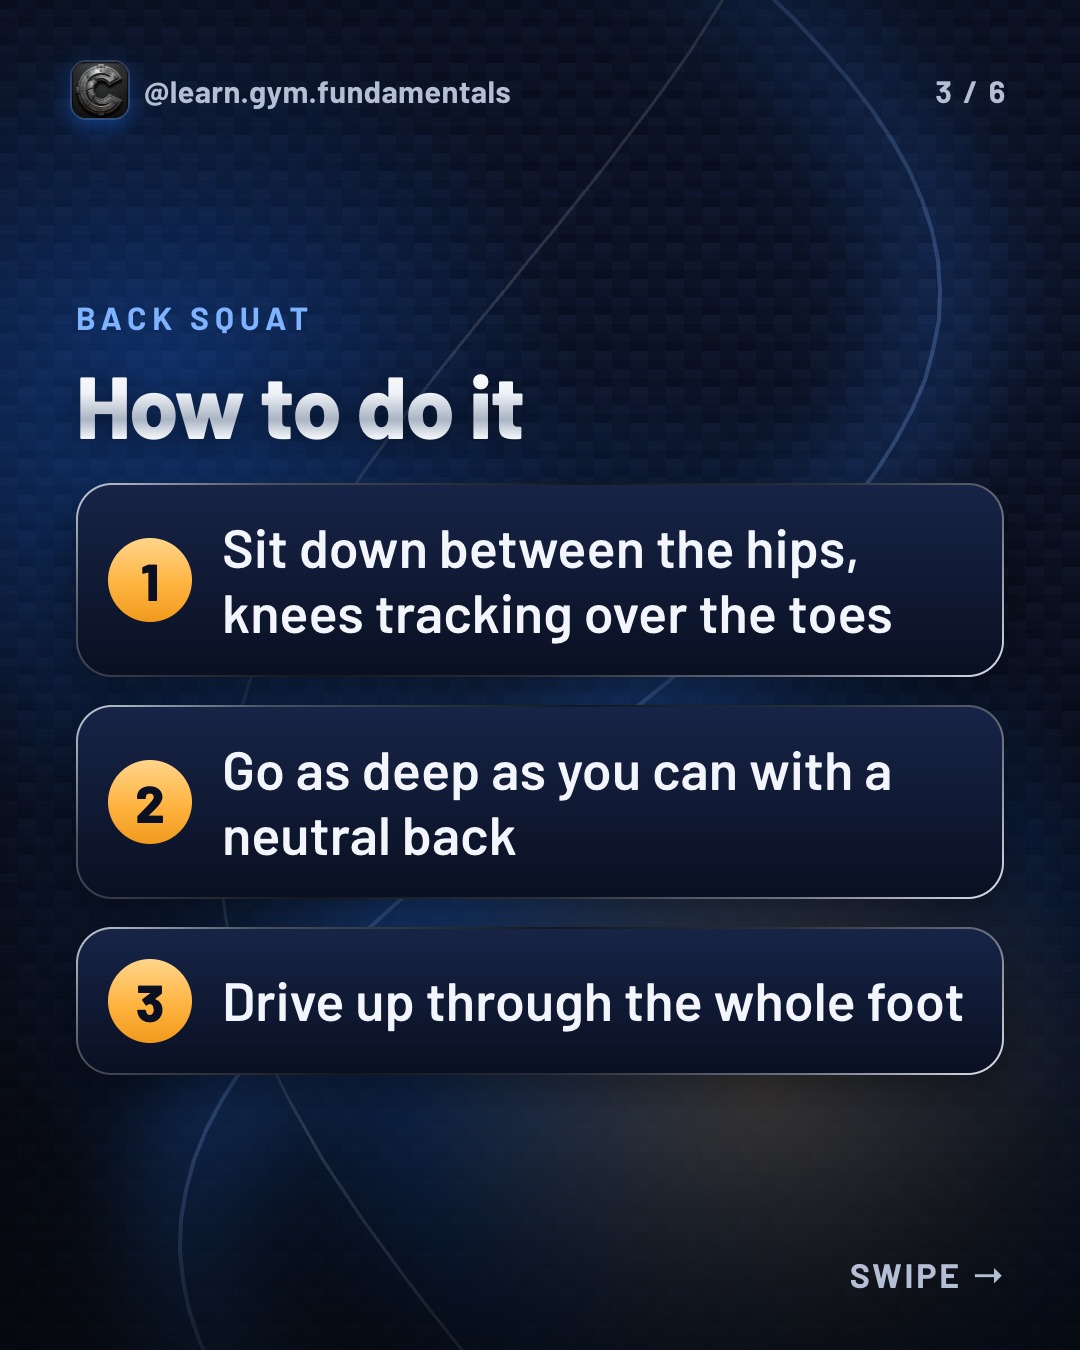 @learn.gym.fundamentals
3 / 6
BACK SQUAT
How to do it
1
Sit down between the hips,
knees tracking over the toes
2
Go as deep as you can with a
neutral back
3
Drive up through the whole foot
SWIPE →